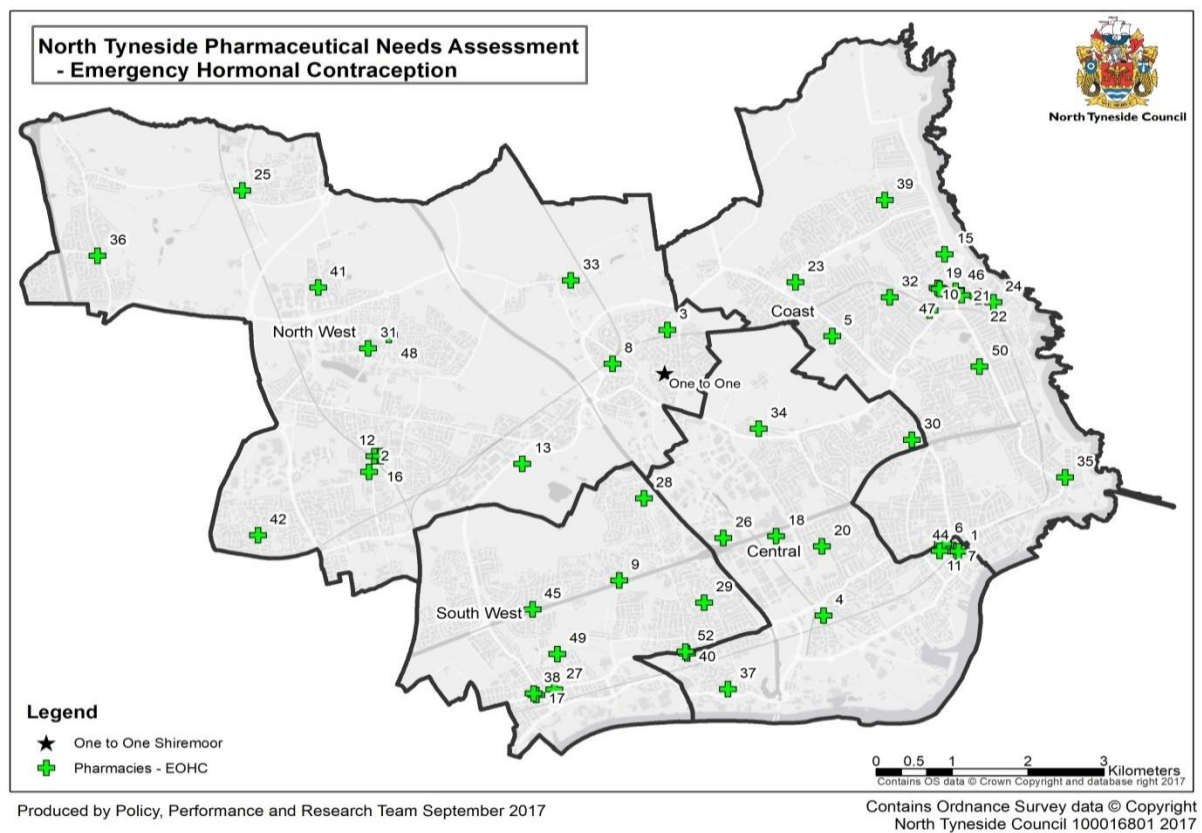 North Tyneside Pharmaceutical Needs Assessment
- Emergency Hormonal Contraception
North Tyneside Council
25
39
36
15
41
33
23
32
19
46
10
21
24
47
22
Coast
5
3
North West
31
48
8
One to One
50
34
30
12
2
16
13
35
28
42
26
18
Central
20
44
6
1
7
11
9
29
45
South West
4
49
52
40
38
27
17
37
Legend
One to One Shiremoor
Pharmacies - EOHC
0 0.5 1 2 3
Kilometers
Contains OS data © Crown Copyright and database right 2017
Produced by Policy, Performance and Research Team September 2017
Contains Ordnance Survey data © Copyright
North Tyneside Council 100016801 2017